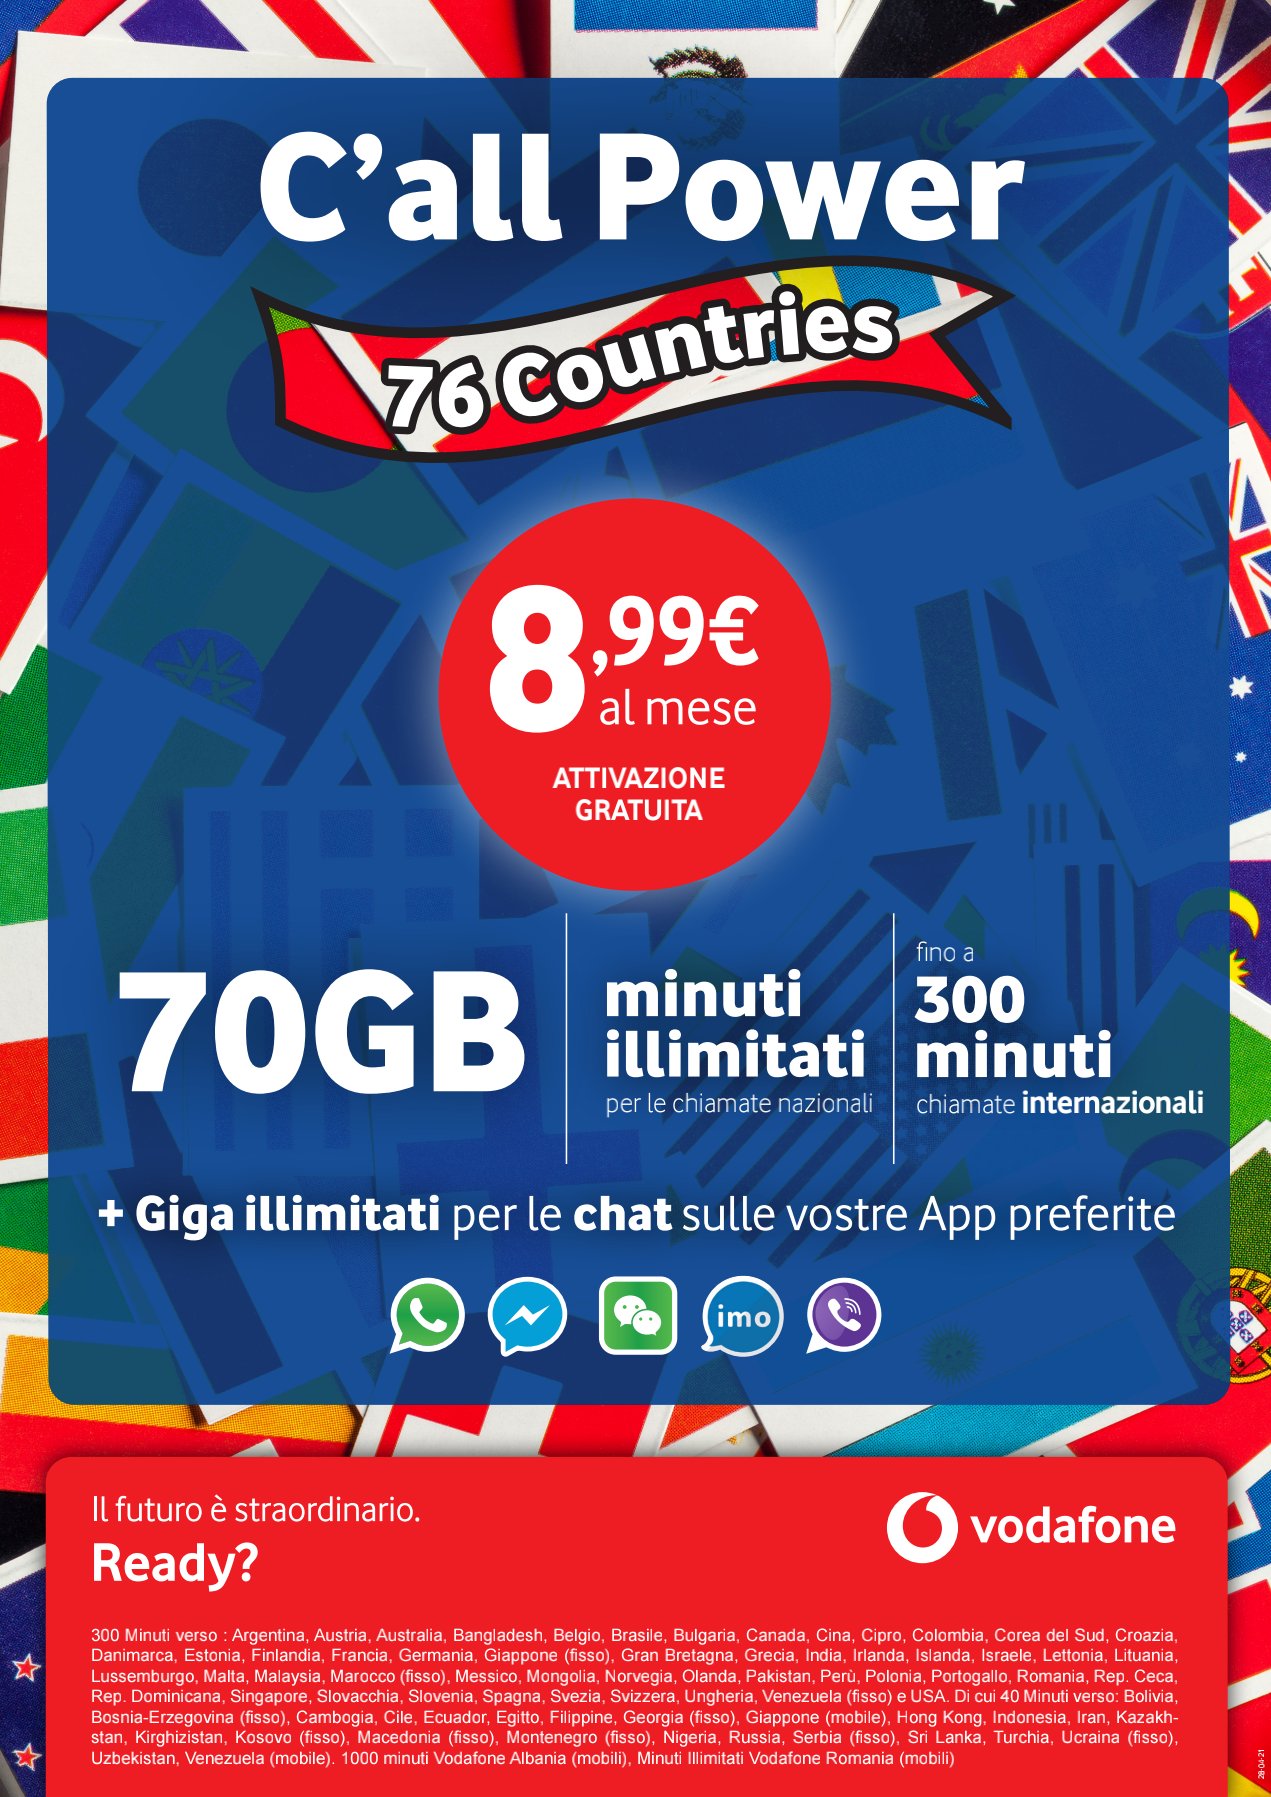 C'all Power
76 Countries
8,99€
al mese
ATTIVAZIONE
GRATUITA
70GB
minuti
illimitati
per le chiamate nazionali
fino a
300
minuti
chiamate internazionali
+ Giga illimitati per le chat sulle vostre App preferite
imo
Il futuro è straordinario.
Ready?
vodafone
300 Minuti verso : Argentina, Austria, Australia, Bangladesh, Belgio, Brasile, Bulgaria, Canada, Cina, Cipro, Colombia, Corea del Sud, Croazia,
Danimarca, Estonia, Finlandia, Francia, Germania, Giappone (fisso), Gran Bretagna, Grecia, India, Irlanda, Islanda, Israele, Lettonia, Lituania,
Lussemburgo, Malta, Malaysia, Marocco (fisso), Messico, Mongolia, Norvegia, Olanda, Pakistan, Perù, Polonia, Portogallo, Romania, Rep. Ceca,
Rep. Dominicana, Singapore, Slovacchia, Slovenia, Spagna, Svezia, Svizzera, Ungheria, Venezuela (fisso) e USA. Di cui 40 Minuti verso: Bolivia,
Bosnia-Erzegovina (fisso), Cambogia, Cile, Ecuador, Egitto, Filippine, Georgia (fisso), Giappone (mobile), Hong Kong, Indonesia, Iran, Kazakh-
stan, Kirghizistan, Kosovo (fisso), Macedonia (fisso), Montenegro (fisso), Nigeria, Russia, Serbia (fisso), Sri Lanka, Turchia, Ucraina (fisso),
Uzbekistan, Venezuela (mobile). 1000 minuti Vodafone Albania (mobili), Minuti Illimitati Vodafone Romania (mobili)
28-04-21